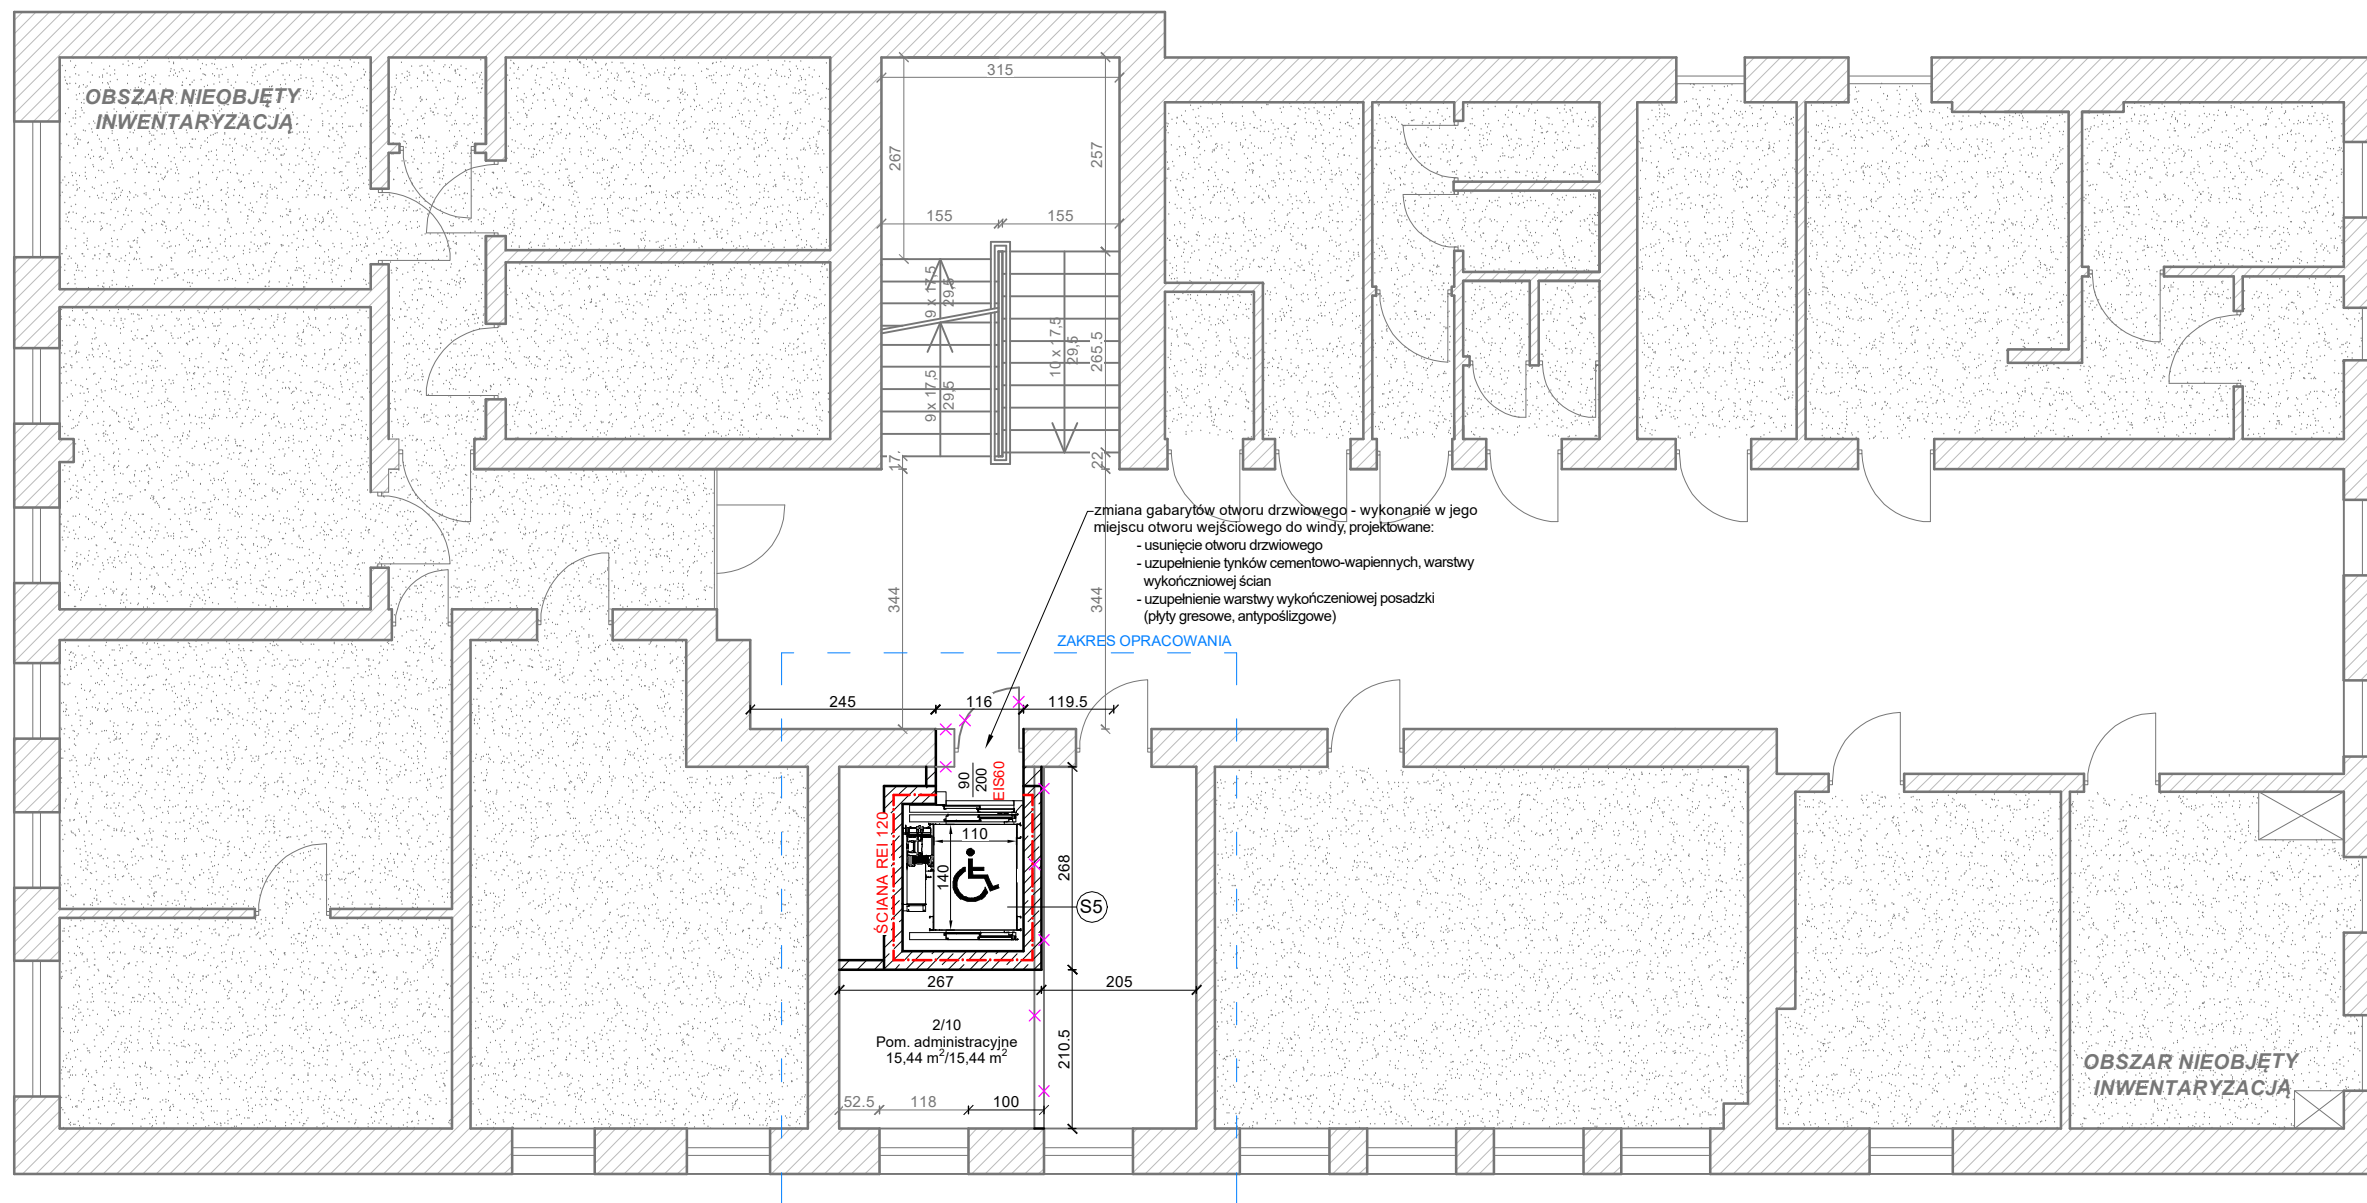 OBSZAR NIEOBJĘTY
INWENTARYZACJĄ
315
267
257
155
155
9 x 17,5
29,5
9 x 17,5
29,5
10 x 17,5
29,5
265.5
17
22
344
344
zmiana gabarytów otworu drzwiowego - wykonanie w jego
miejscu otworu wejściowego do windy, projektowane:
- usunięcie otworu drzwiowego
- uzupełnienie tynków cementowo-wapiennych, warstwy
wykończniowej ścian
- uzupełnienie warstwy wykończeniowej posadzki
(płyty gresowe, antypoślizgowe)
ZAKRES OPRACOWANIA
245
116
119.5
90
200
EIS60
ŚCIANA REI 120
110
140
268
S5
267
205
2/10
Pom. administracyjne
15,44 m²/15,44 m²
210.5
52.5
118
100
OBSZAR NIEOBJĘTY
INWENTARYZACJĄ